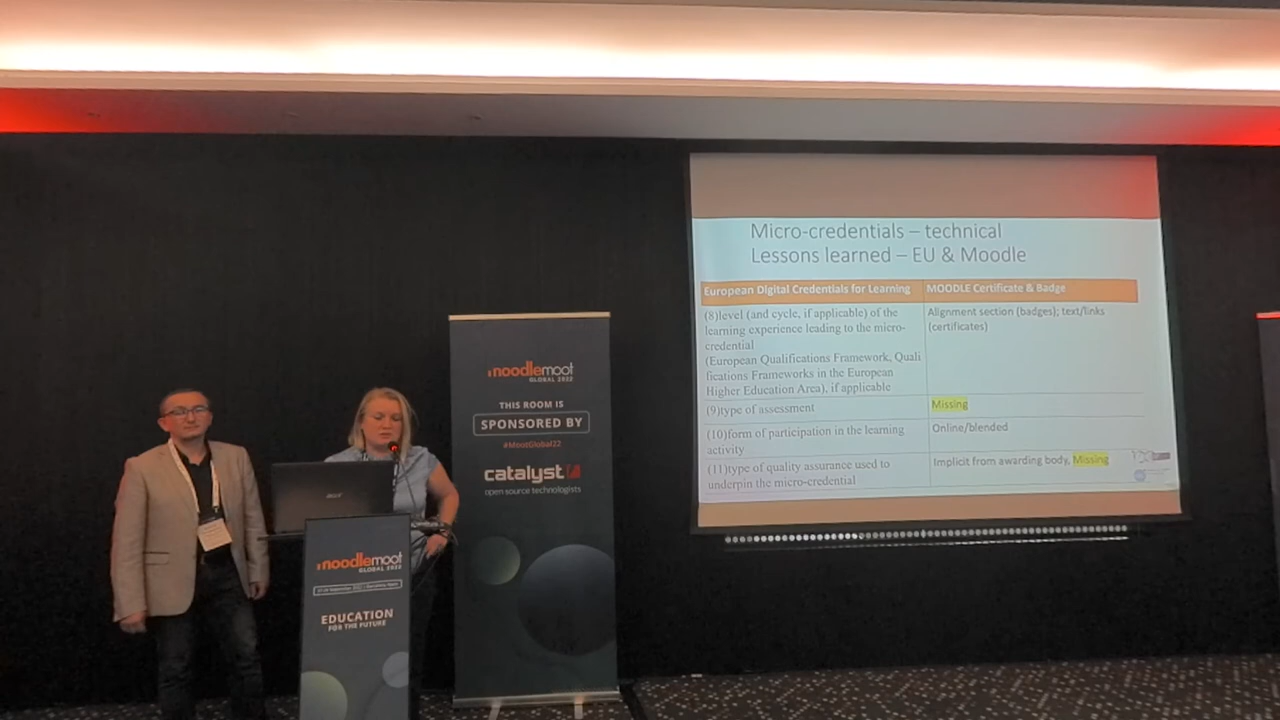 Micro-credentials – technical
Lessons learned – EU & Moodle
European Digital Credentials for Learning
MOODLE Certificate & Badge
(8)level (and cycle, if applicable) of the
learning experience leading to the micro-
credential
(European Qualifications Framework, Quali
fications Frameworks in the European
Higher Education Area), if applicable
Alignment section (badges); text/links
(certificates)
(9)type of assessment
Missing
(10)form of participation in the learning
activity
Online/blended
(11)type of quality assurance used to
underpin the micro-credential
Implicit from awarding body, Missing
moodlemoot
GLOBAL 2022
THIS ROOM IS
SPONSORED BY
#MootGlobal22
catalyst
open source technologists
acer
moodlemoot
GLOBAL 2022
EDUCATION
FOR THE FUTURE